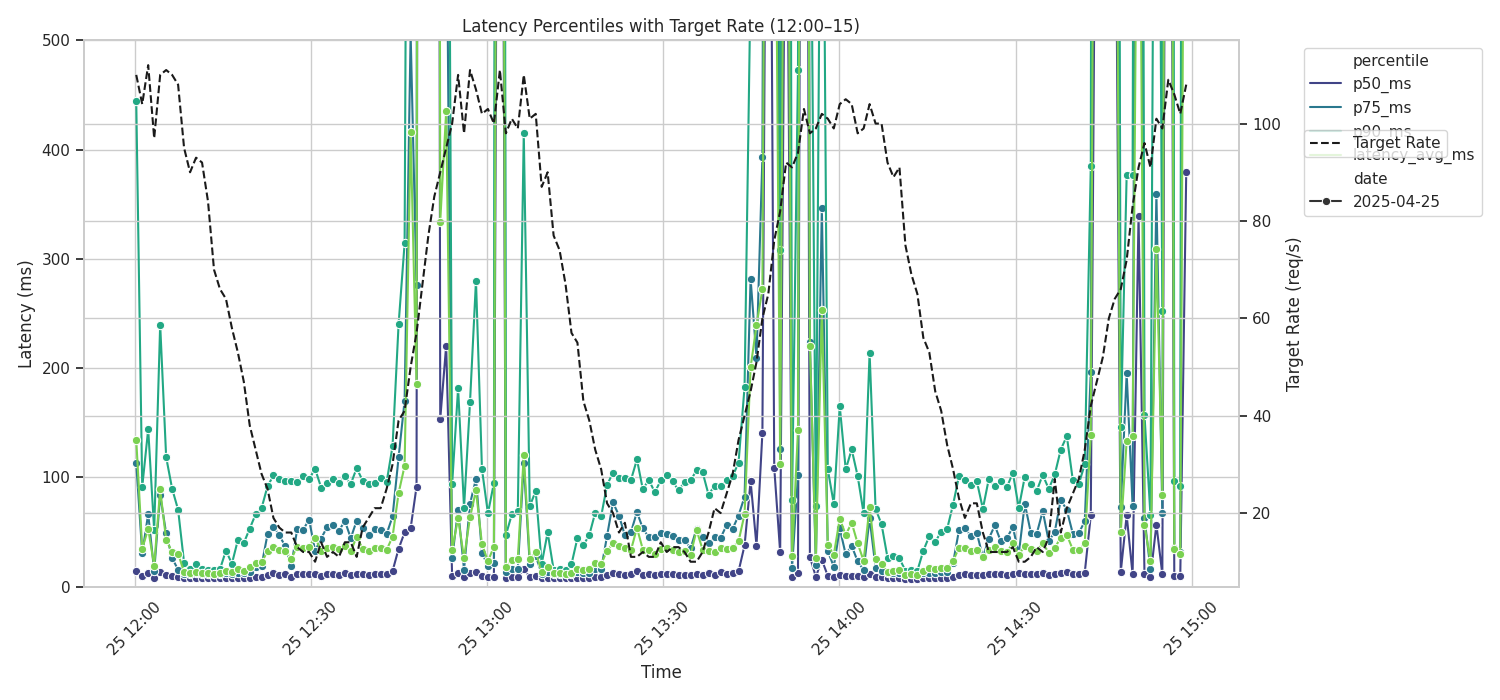 Latency Percentiles with Target Rate (12:00–15)
500
400
300
200
100
0
Latency (ms)
100
80
60
40
20
Target Rate (req/s)
25 12:00
25 12:30
25 13:00
25 13:30
25 14:00
25 14:30
25 15:00
Time
percentile
p50_ms
p75_ms
p90_ms
Target Rate
latency_avg_ms
date
2025-04-25